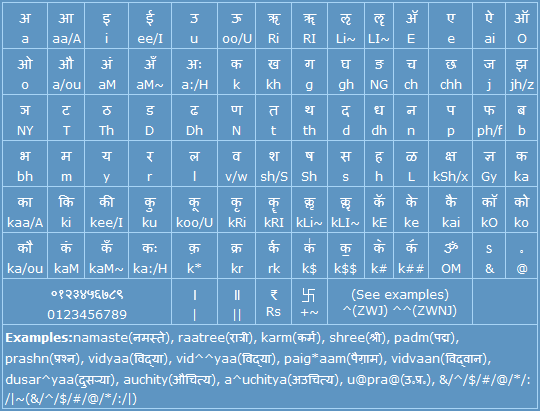 अ आ इ ई उ ऊ ऋ ॠ ऌ ॡ ऍ ए ऐ ऑ
a aa/A i ee/I u oo/U Ri RI Li~ LI~ E e ai O
ओ औ अं अँ अः क ख ग घ ङ च छ ज झ
o a/ou aM aM~ a:/H k kh g gh NG ch chh j jh/z
ञ ट ठ ड ढ ण त थ द ध न प फ ब
NY T Th D Dh N t th d dh n p ph/f b
भ म य र ल व श ष स ह ळ क्ष ज्ञ क
bh m y r l v/w sh/S Sh s h L kSh/x Gy ka
का कि की कु कू कृ कॄ कॢ कॣ कॅ के कै कॉ को
kaa/A ki kee/I ku koo/U kRi kRI kLi~ kLI~ kE ke kai kO ko
कौ कं कँ कः क़ क्र र्क क॑ क॒ ॐ s ॰
ka/ou kaM kaM~ ka:/H k* kr rk k$ k$$ k# k## OM & @
०१२३४५६७८९ । ॥ ₹ 卐 (See examples)
0123456789 | || Rs +~ ^(ZWJ) ^^(ZWNJ)
Examples:namaste(नमस्ते), raatree(रात्री), karm(कर्म), shree(श्री), padm(पद्म),
prashn(प्रश्न), vidyaa(विद्या), vid^^yaa(विद्‌या), paig*aam(पैग़ाम), vidvaan(विद्वान),
dusar^yaa(दुसऱ्या), auchity(औचित्य), a^uchitya(अउचित्य), u@pra@(उ॰प्र॰), &/^/$/#/@/*/:
/|~(&/^/$/#/@/*/:/|)